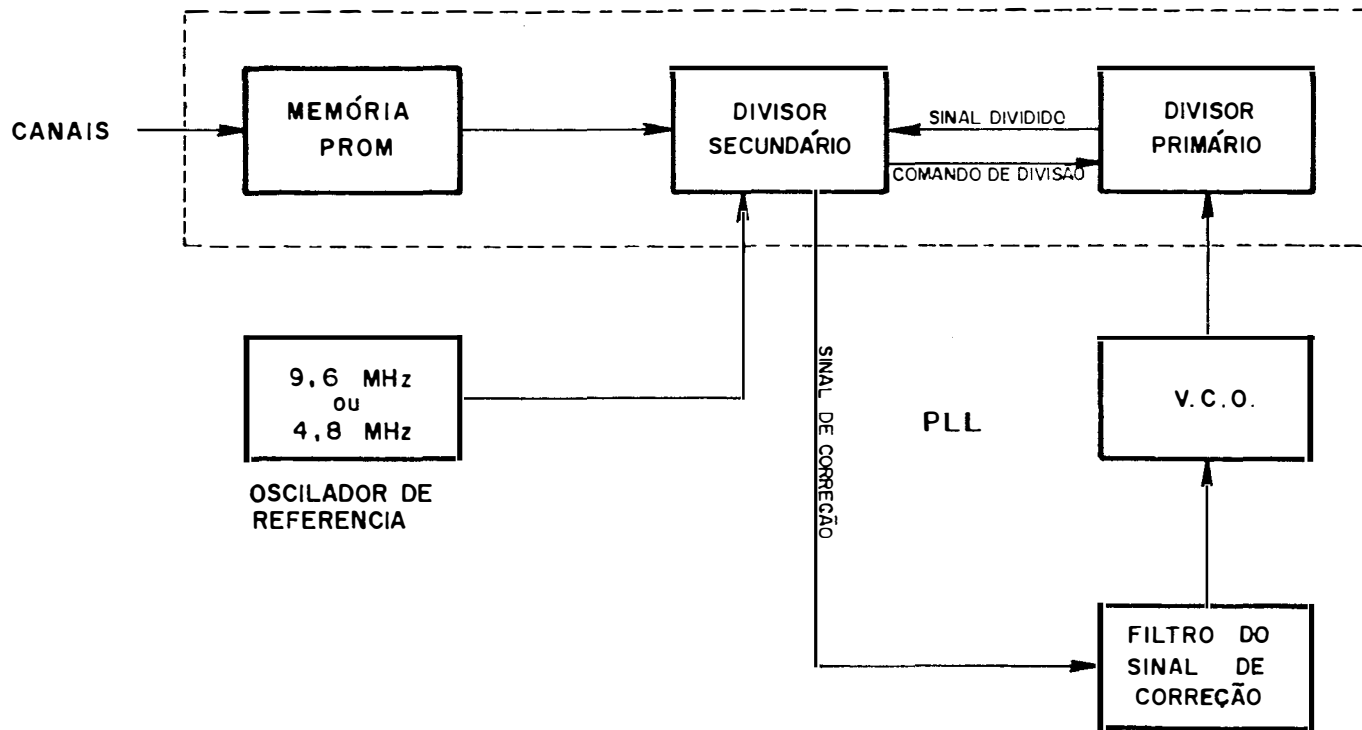 CANAIS
MEMÓRIA
PROM
DIVISOR
SECUNDÁRIO
SINAL DIVIDIDO
COMANDO DE DIVISÃO
DIVISOR
PRIMÁRIO
9,6 MHz
ou
4,8 MHz
OSCILADOR DE
REFERENCIA
SINAL DE CORREÇÃO
PLL
V.C.O.
FILTRO DO
SINAL DE
CORREÇÃO